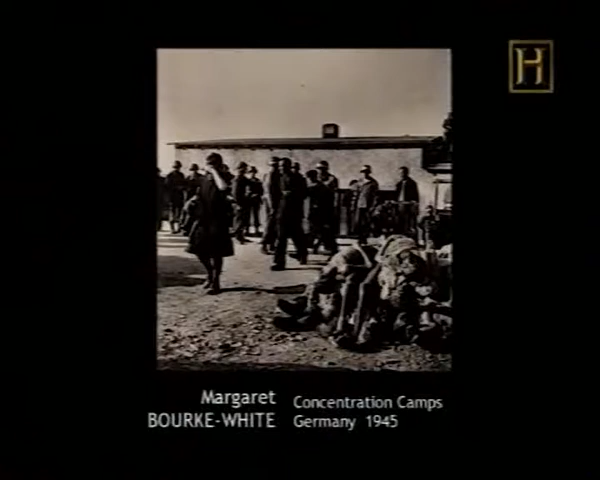 H
Margaret
BOURKE-WHITE
Concentration Camps
Germany 1945